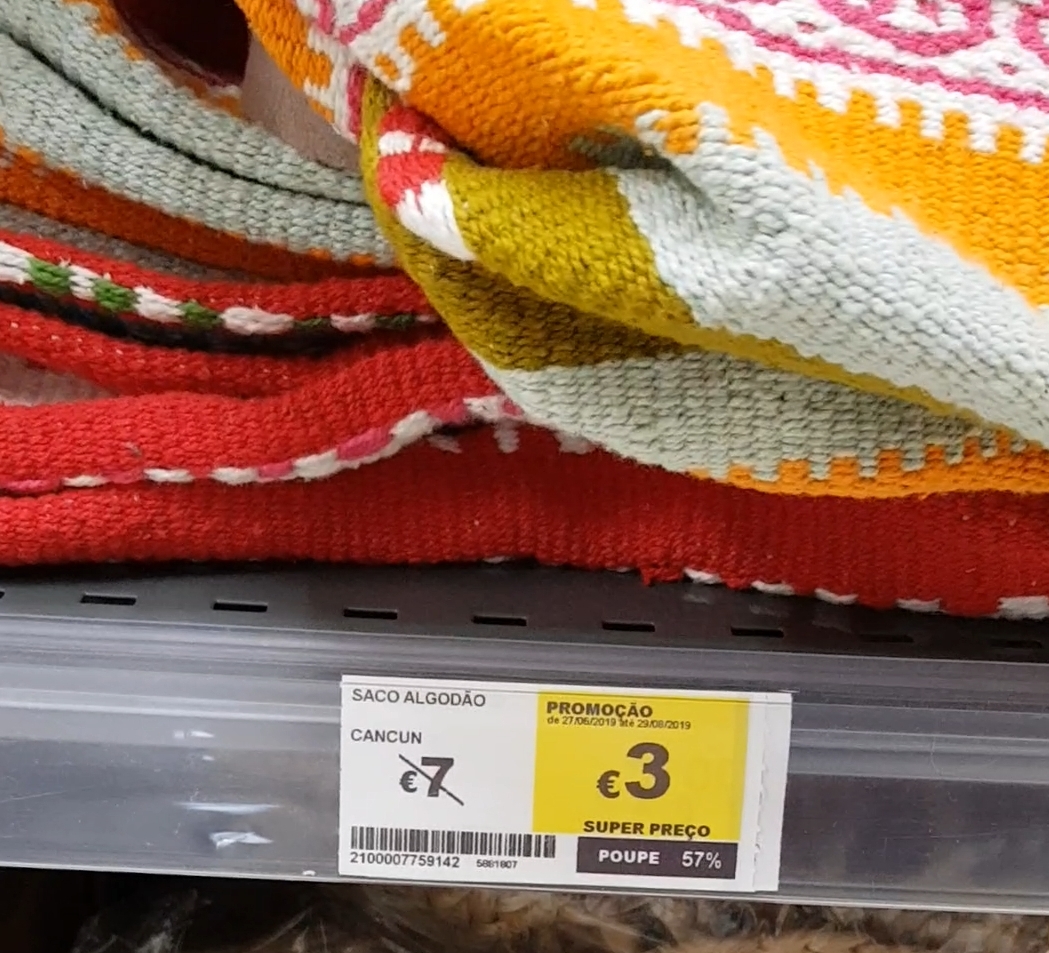 SACO ALGODÃO
CANCUN
€7
2100007759142 5881807
PROMOÇÃO
de 27/06/2019 até 29/08/2019
€3
SUPER PREÇO
POUPE 57%